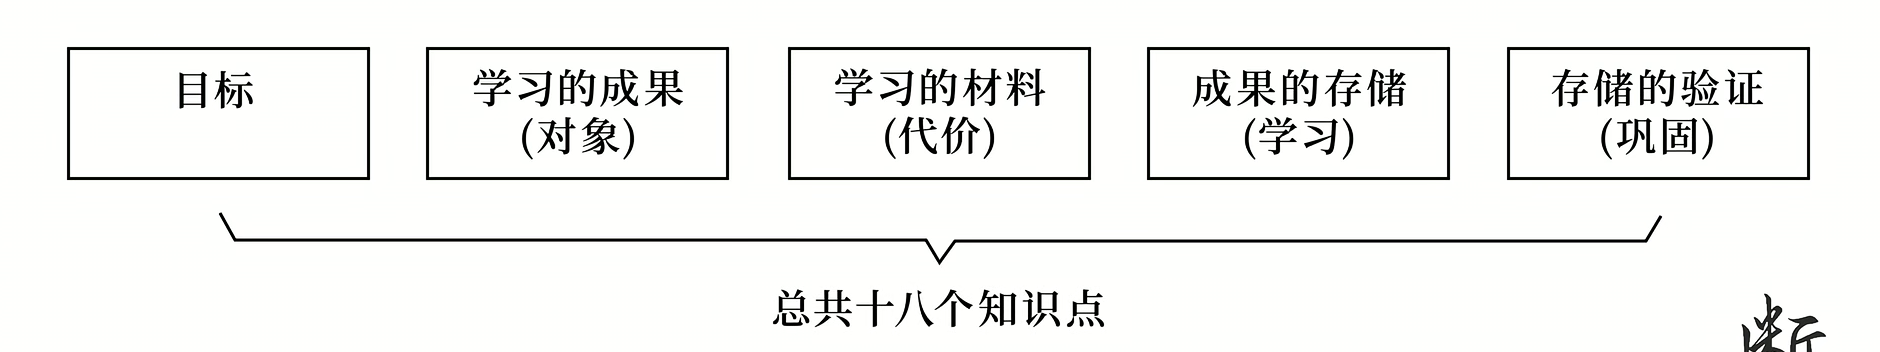 目标
学习的成果
(对象)
学习的材料
(代价)
成果的存储
(学习)
存储的验证
(巩固)
总共十八个知识点